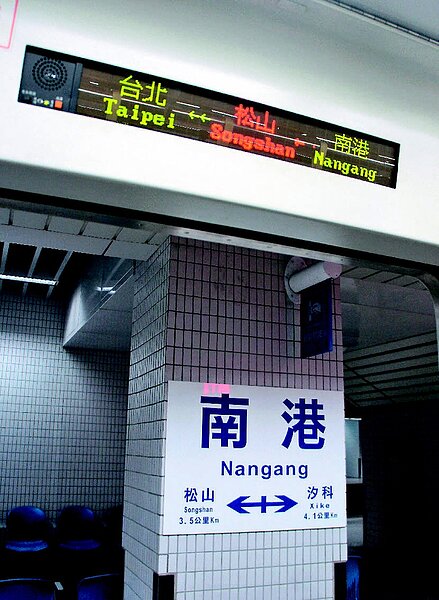 台北 松山 南港
Taipei ←→ Songshan ← Nangang
南港
Nangang
松山 汐科
Songshan Xike
3.5公里Km 4.1公里Km